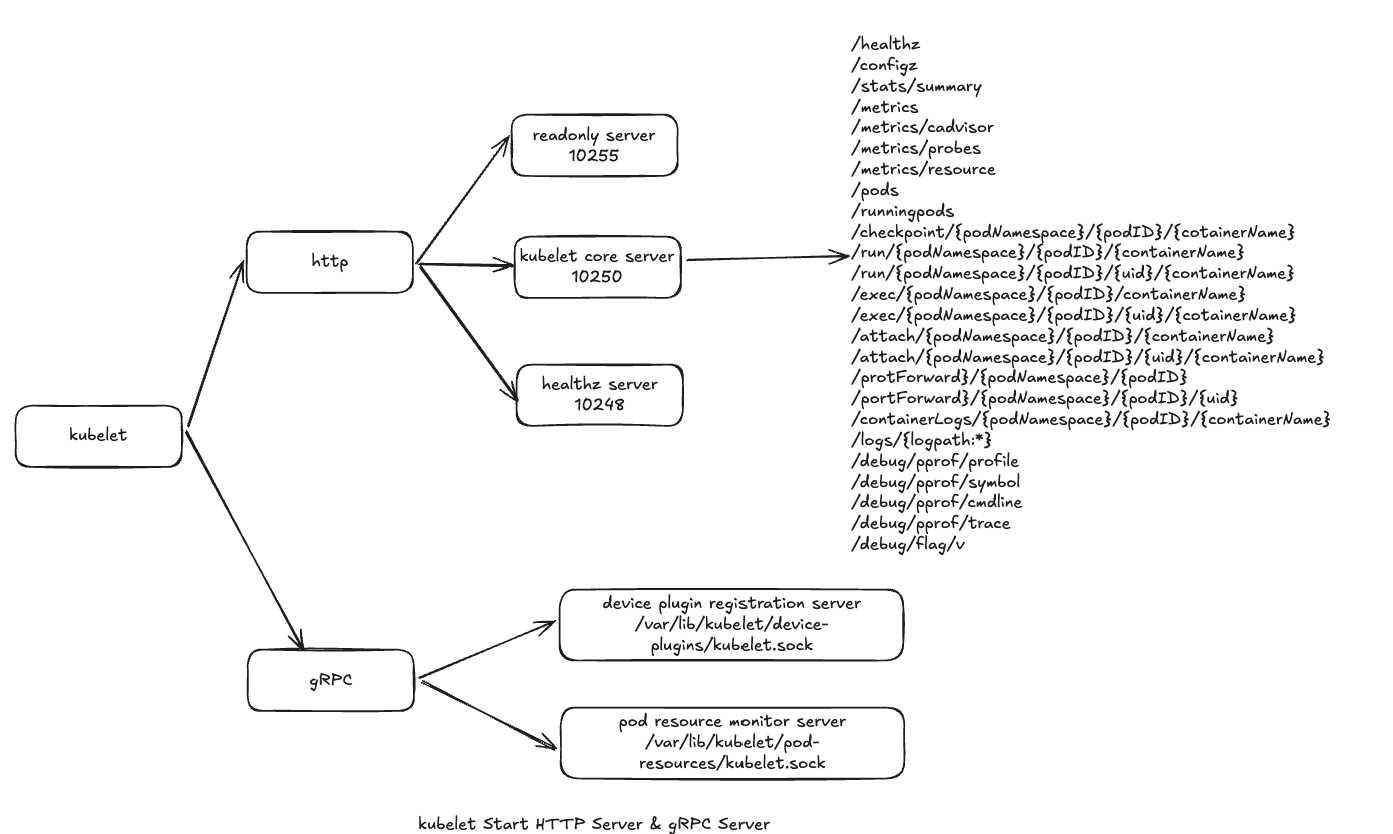 /healthz
/configz
/stats/summary
/metrics
/metrics/cadvisor
/metrics/probes
/metrics/resource
/pods
/runningpods
/checkpoint/{podNamespace}/{podID}/{cotainerName}
/run/{podNamespace}/{podID}/{containerName}
/run/{podNamespace}/{podID}/{uid}/{containerName}
/exec/{podNamespace}/{podID}/containerName}
/exec/{podNamespace}/{podID}/{uid}/{cotainerName}
/attach/{podNamespace}/{podID}/{containerName}
/attach/{podNamespace}/{podID}/{uid}/{containerName}
/protForward}/{podNamespace}/{podID}
/portForward}/{podNamespace}/{podID}/{uid}
/containerLogs/{podNamespace}/{podID}/{containerName}
/logs/{logpath:*}
/debug/pprof/profile
/debug/pprof/symbol
/debug/pprof/cmdline
/debug/pprof/trace
/debug/flag/v
readonly server
10255
http
kubelet core server
10250
healthz server
10248
kubelet
device plugin registration server
/var/lib/kubelet/device-
plugins/kubelet.sock
gRPC
pod resource monitor server
/var/lib/kubelet/pod-
resources/kubelet.sock
kubelet Start HTTP Server & gRPC Server